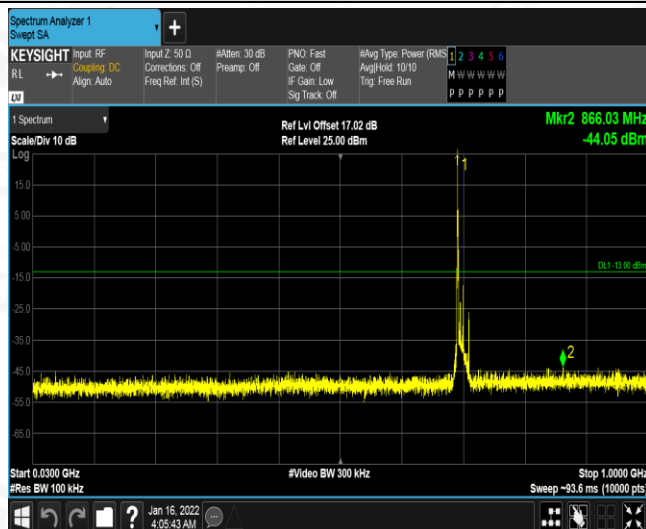 Spectrum Analyzer 1
Swept SA
+
KEYSIGHT
RL
LXI
Input: RF
Coupling: DC
Align: Auto
Input Z: 50 Ω
Corrections: Off
Freq Ref: Int (S)
#Atten: 30 dB
Preamp: Off
PNO: Fast
Gate: Off
IF Gain: Low
Sig Track: Off
#Avg Type: Power (RMS
Avg|Hold: 10/10
Trig: Free Run
1 2 3 4 5 6
M W W W W W
P P P P P P
1 Spectrum
Scale/Div 10 dB
Log
Ref Lvl Offset 17.02 dB
Ref Level 25.00 dBm
Mkr2 866.03 MHz
-44.05 dBm
15.0
5.00
-5.00
-15.0
-25.0
-35.0
-45.0
-55.0
-65.0
1
DL1 -13.00 dBm
2
Start 0.0300 GHz
#Res BW 100 kHz
#Video BW 300 kHz
Stop 1.0000 GHz
Sweep ~93.6 ms (10000 pts)
?
Jan 16, 2022
4:05:43 AM